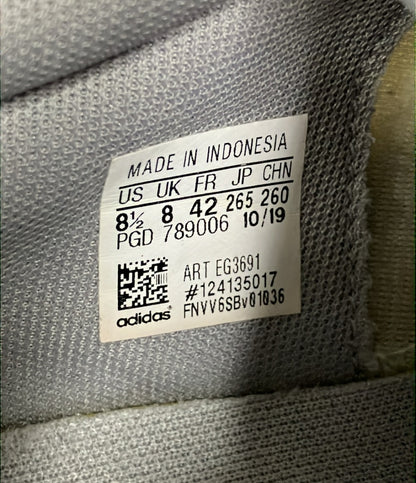 MADE IN INDONESIA
US UK FR JP CHN
8½ 8 42 265 260
PGD 789006 10/19
ART EG3691
#124135017
FNVV6SBv01036
adidas